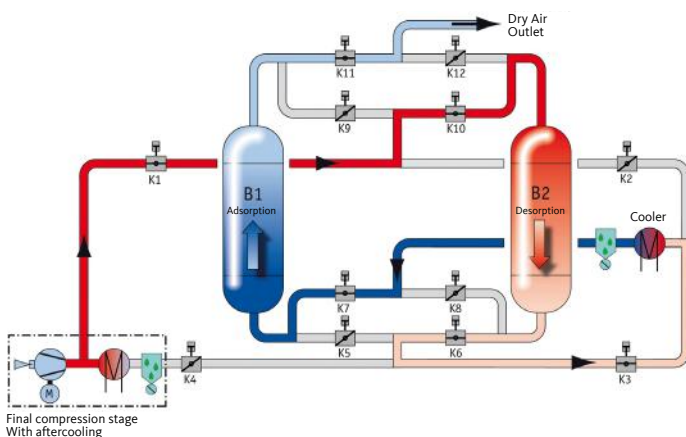 Dry Air
Outlet
K11
K12
K9
K10
K1
K2
B1
Adsorption
B2
Desorption
Cooler
K7
K8
K5
K6
K4
K3
M
Final compression stage
With aftercooling